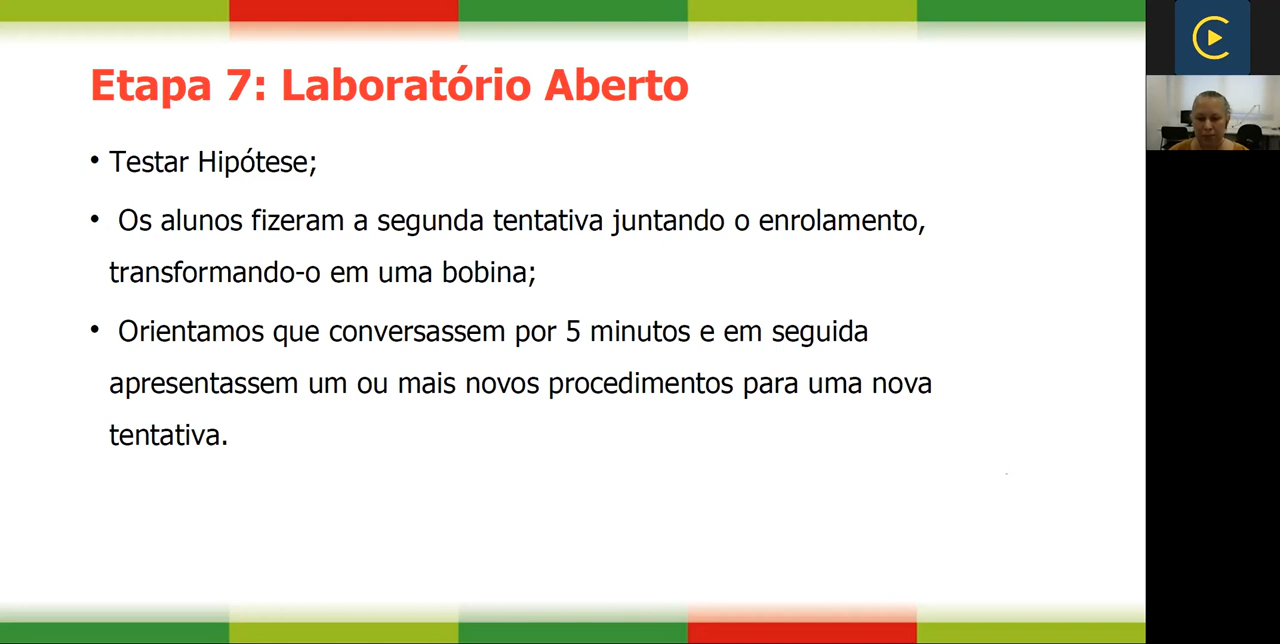 Etapa 7: Laboratório Aberto
• Testar Hipótese;
• Os alunos fizeram a segunda tentativa juntando o enrolamento,
transformando-o em uma bobina;
• Orientamos que conversassem por 5 minutos e em seguida
apresentassem um ou mais novos procedimentos para uma nova
tentativa.